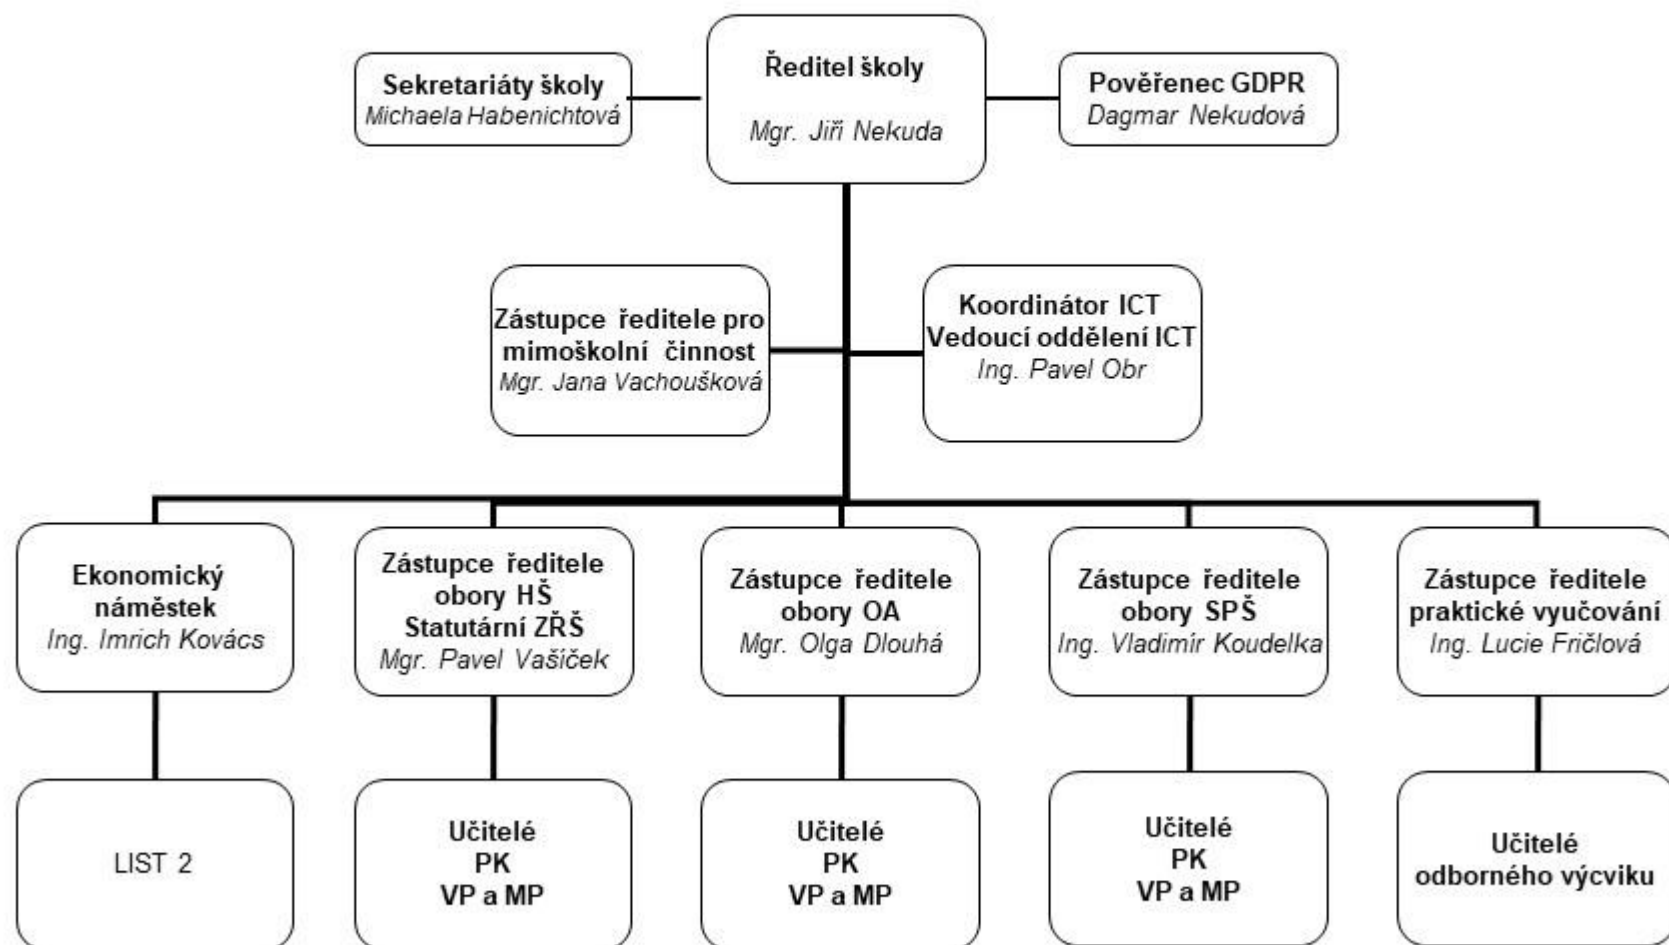 Ředitel školy
Mgr. Jiří Nekuda
Sekretariáty školy
Michaela Habenichtová
Pověřenec GDPR
Dagmar Nekudová
Zástupce ředitele pro
mimoškolní činnost
Mgr. Jana Vachoušková
Koordinátor ICT
Vedoucí oddělení ICT
Ing. Pavel Obr
Ekonomický
náměstek
Ing. Imrich Kovács
Zástupce ředitele
obory HŠ
Statutární ZŘŠ
Mgr. Pavel Vašíček
Zástupce ředitele
obory OA
Mgr. Olga Dlouhá
Zástupce ředitele
obory SPŠ
Ing. Vladimír Koudelka
Zástupce ředitele
praktické vyučování
Ing. Lucie Fričlová
LIST 2
Učitelé
PK
VP a MP
Učitelé
PK
VP a MP
Učitelé
PK
VP a MP
Učitelé
odborného výcviku